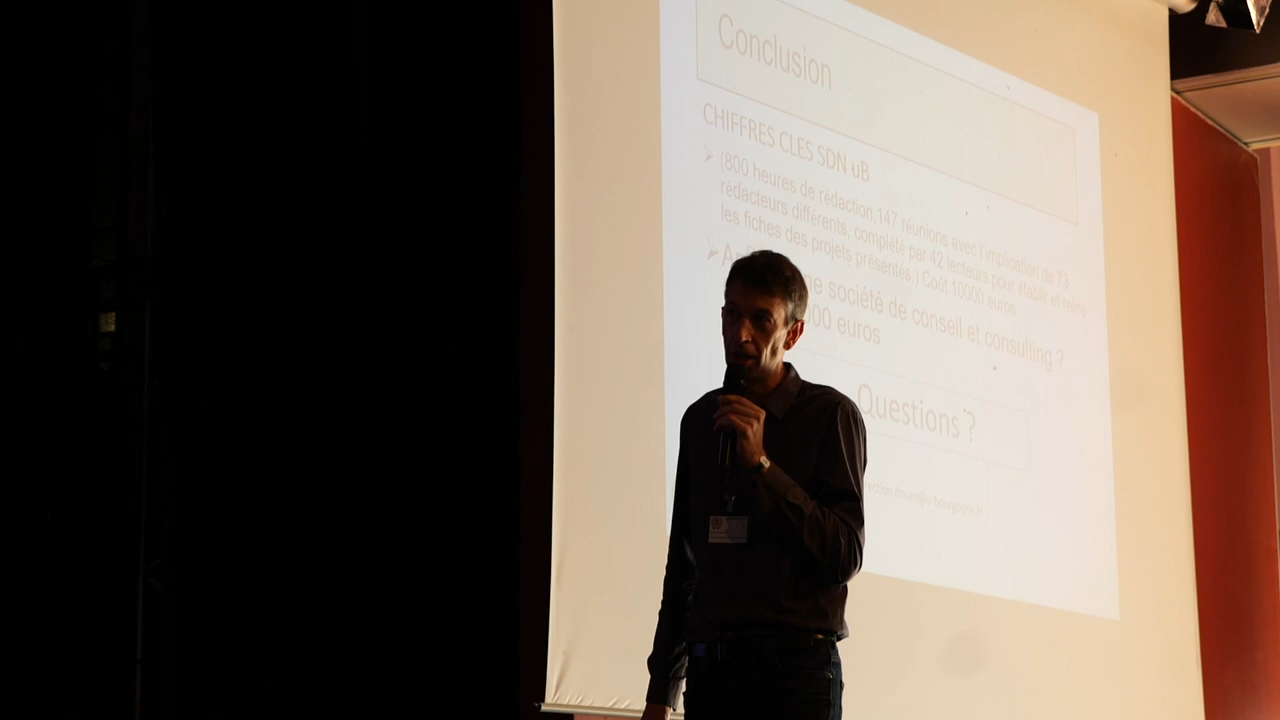 Conclusion
CHIFFRES CLES SDN uB
(800 heures de rédaction,147 réunions avec l'implication de 73
rédacteurs différents, complété par 42 lecteurs pour établir et relire
les fiches des projets présentés.) Coût 10000 euros
société de conseil et consulting ?
euros
Questions ?